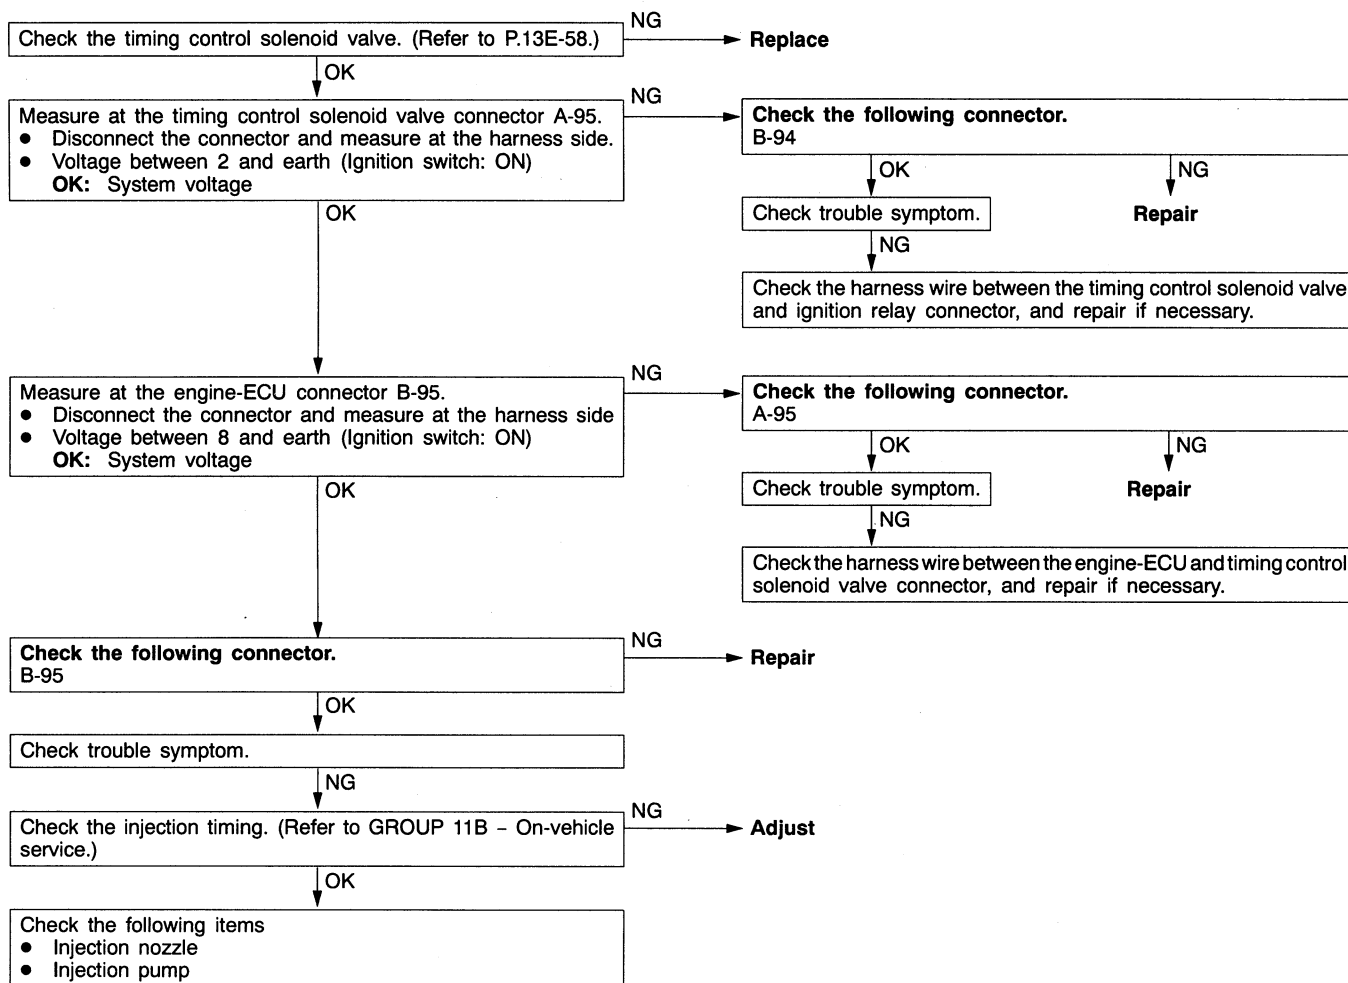 Check the timing control solenoid valve. (Refer to P.13E-58.)
NG
Replace
OK
Measure at the timing control solenoid valve connector A-95.
● Disconnect the connector and measure at the harness side.
● Voltage between 2 and earth (Ignition switch: ON)
OK: System voltage
NG
Check the following connector.
B-94
OK
NG
Check trouble symptom.
Repair
NG
Check the harness wire between the timing control solenoid valve
and ignition relay connector, and repair if necessary.
OK
Measure at the engine-ECU connector B-95.
● Disconnect the connector and measure at the harness side
● Voltage between 8 and earth (Ignition switch: ON)
OK: System voltage
NG
Check the following connector.
A-95
OK
NG
Check trouble symptom.
Repair
NG
Check the harness wire between the engine-ECU and timing control
solenoid valve connector, and repair if necessary.
OK
Check the following connector.
B-95
NG
Repair
OK
Check trouble symptom.
NG
Check the injection timing. (Refer to GROUP 11B – On-vehicle
service.)
NG
Adjust
OK
Check the following items
● Injection nozzle
● Injection pump